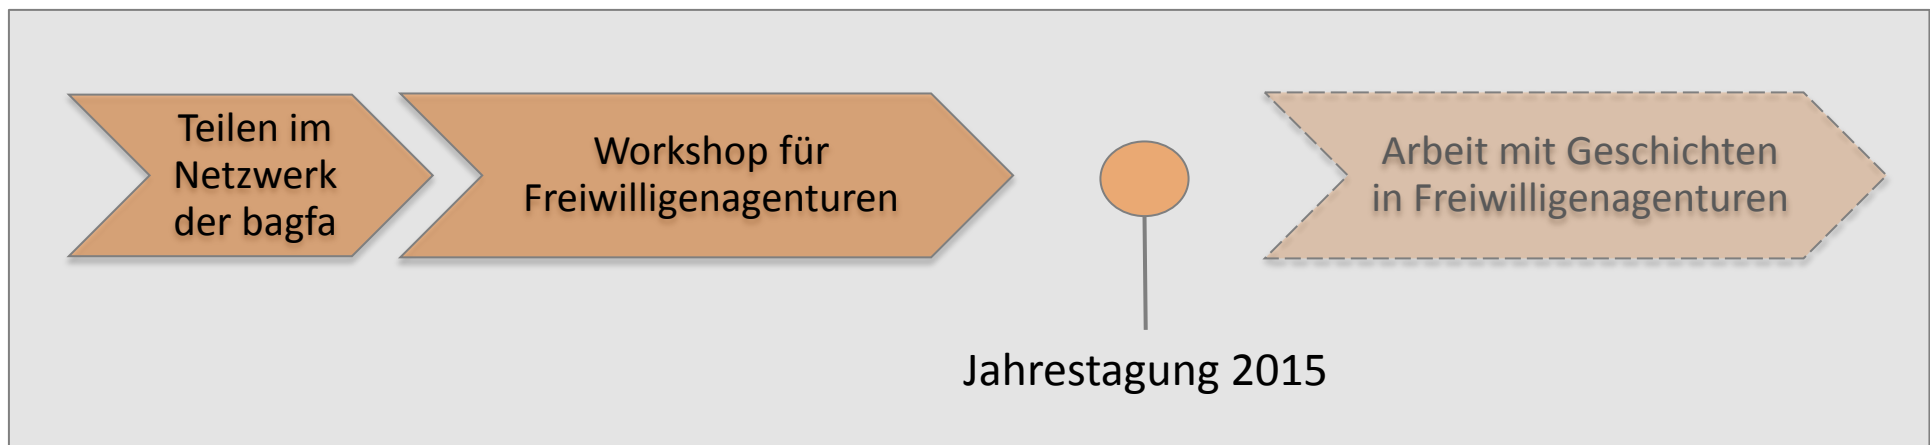 Teilen im
Netzwerk
der bagfa
Workshop für
Freiwilligenagenturen
Arbeit mit Geschichten
in Freiwilligenagenturen
Jahrestagung 2015